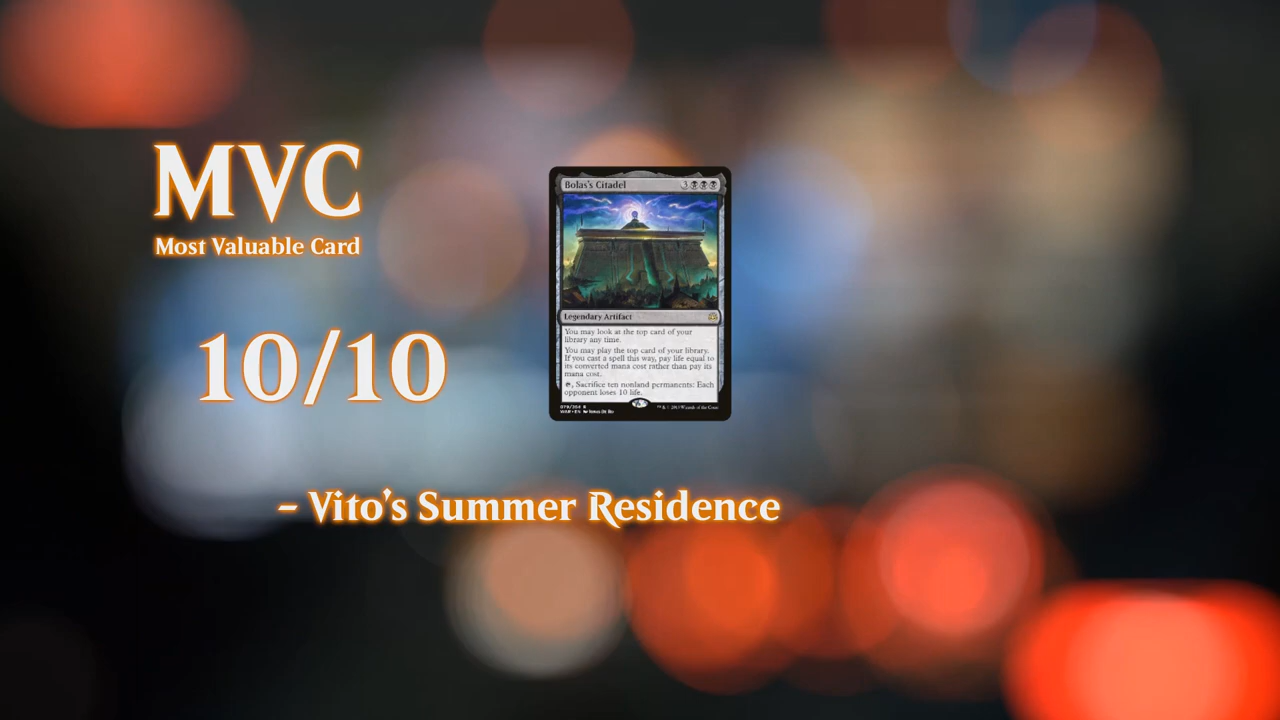 MVC
Most Valuable Card
10/10
Bolas's Citadel
3
Legendary Artifact
You may look at the top card of your
library any time.
You may play the top card of your library.
If you cast a spell this way, pay life equal to
its converted mana cost rather than pay its
mana cost.
, Sacrifice ten nonland permanents: Each
opponent loses 10 life.
– Vito's Summer Residence